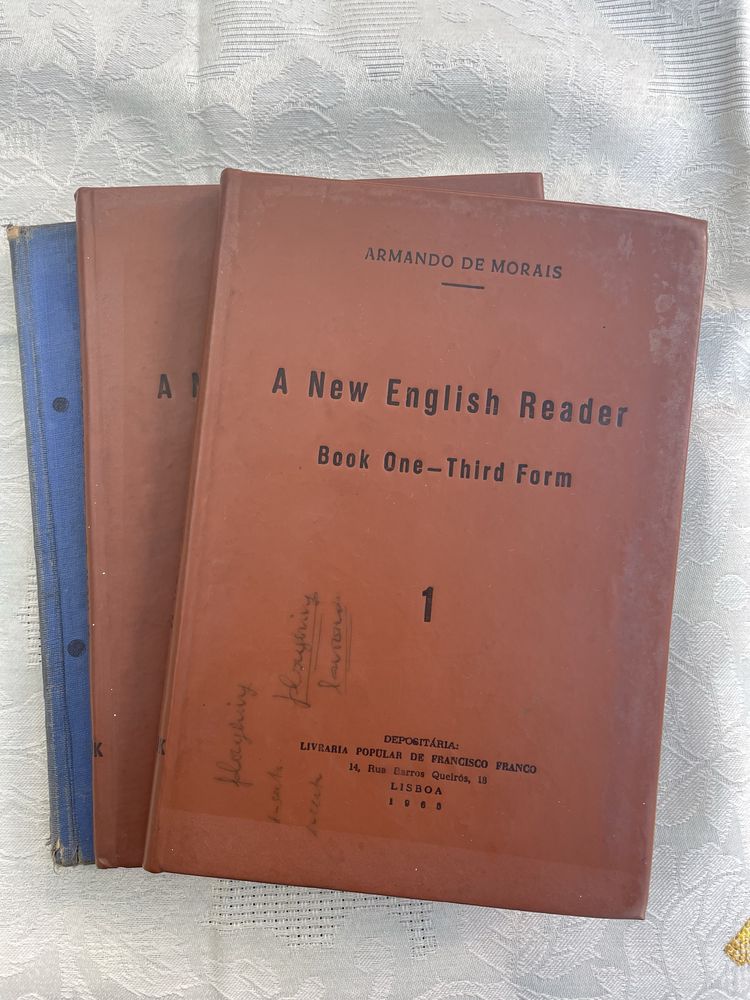 ARMANDO DE MORAIS
A New English Reader
Book One—Third Form
1
DEPOSITÁRIA:
LIVRARIA POPULAR DE FRANCISCO FRANCO
14, Rua Barros Queirós, 18
LISBOA
A N
K
K